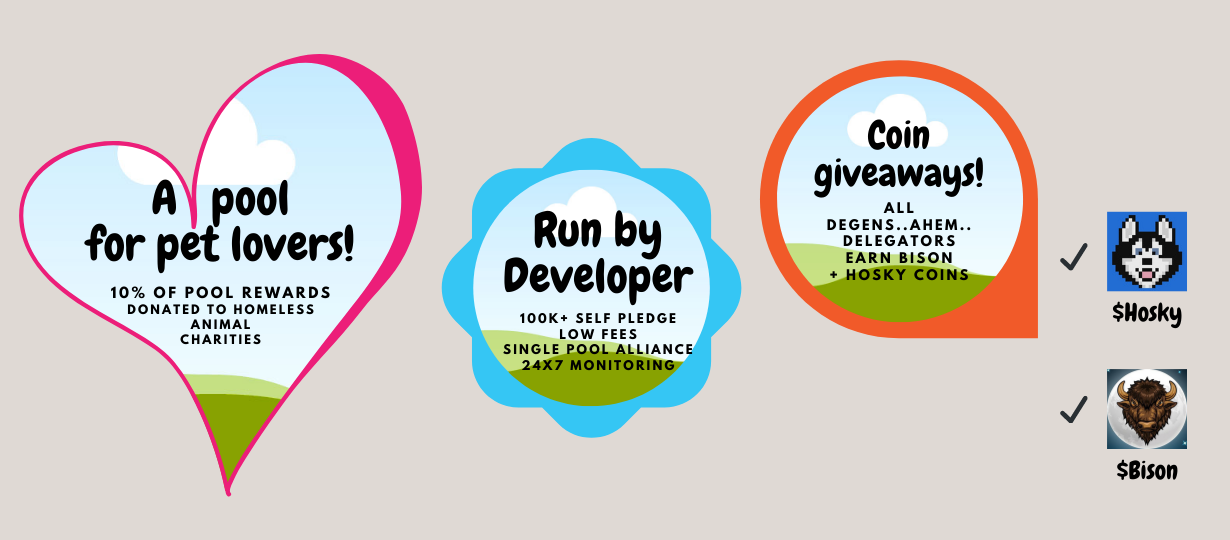 A pool
for pet lovers!
10% OF POOL REWARDS
DONATED TO HOMELESS
ANIMAL
CHARITIES
Run by
Developer
100K+ SELF PLEDGE
LOW FEES
SINGLE POOL ALLIANCE
24X7 MONITORING
Coin
giveaways!
ALL
DEGENS..AHEM..
DELEGATORS
EARN BISON
+ HOSKY COINS
$Hosky
$Bison